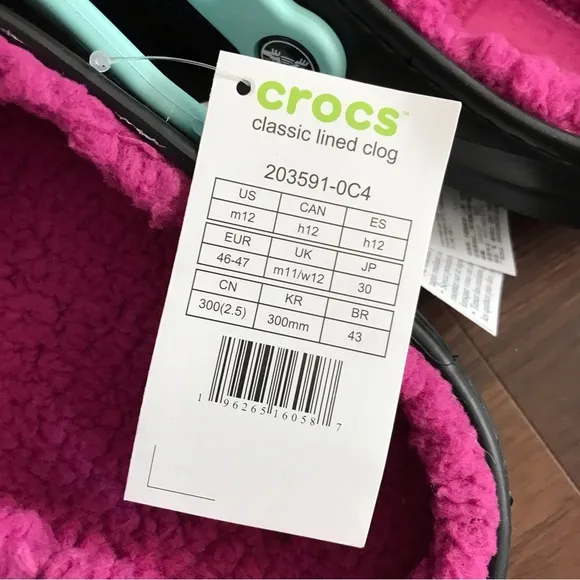 crocs™
classic lined clog
203591-0C4
US CAN ES
m12 h12 h12
EUR UK JP
46-47 m11/w12 30
CN KR BR
300(2.5) 300mm 43
1 96265 16058 7